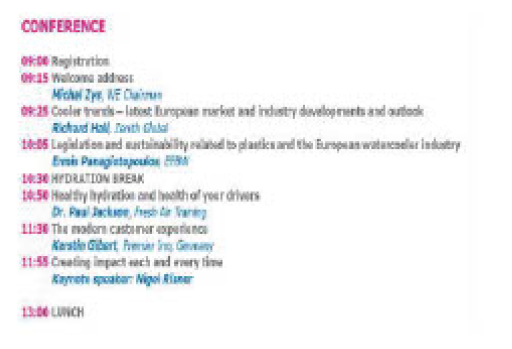 CONFERENCE
09:00 Registration
09:15 Welcome address
Michal Zys, WE Chairman
09:25 Cooler trends – latest European market and industry developments and outlook
Richard Hall, Zenith Global
10:05 Legislation and sustainability related to plastics and the European watercooler industry
Ermis Panagiotopoulos, EFBW
10:30 HYDRATION BREAK
10:50 Healthy hydration and health of your drivers
Dr. Paul Jackson, Fresh Air Training
11:30 The modern customer experience
Kerstin Gibert, Premier Inc, Germany
11:55 Creating impact each and every time
Keynote speaker: Nigel Risner
13:00 LUNCH